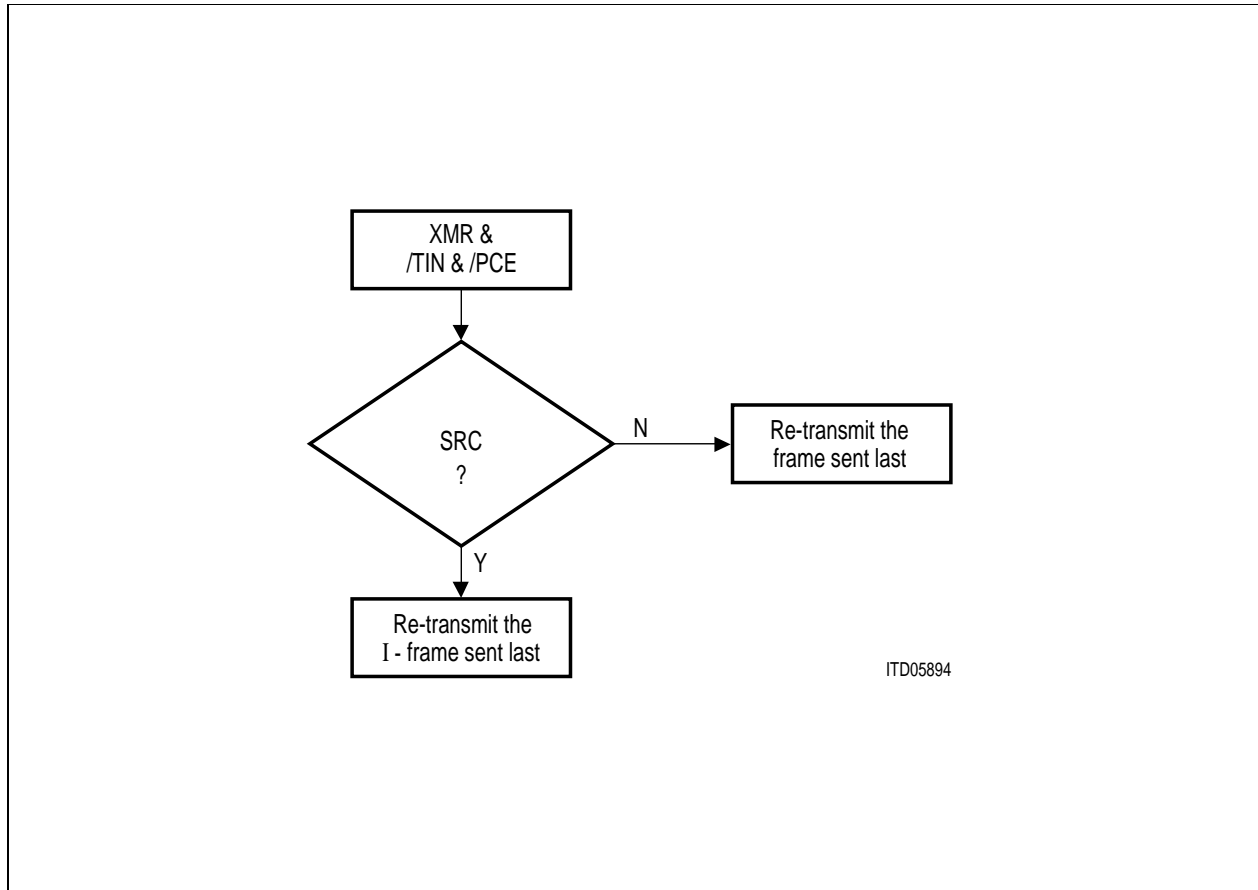 XMR &
/TIN & /PCE
SRC
?
N
Re-transmit the
frame sent last
Y
Re-transmit the
I - frame sent last
ITD05894